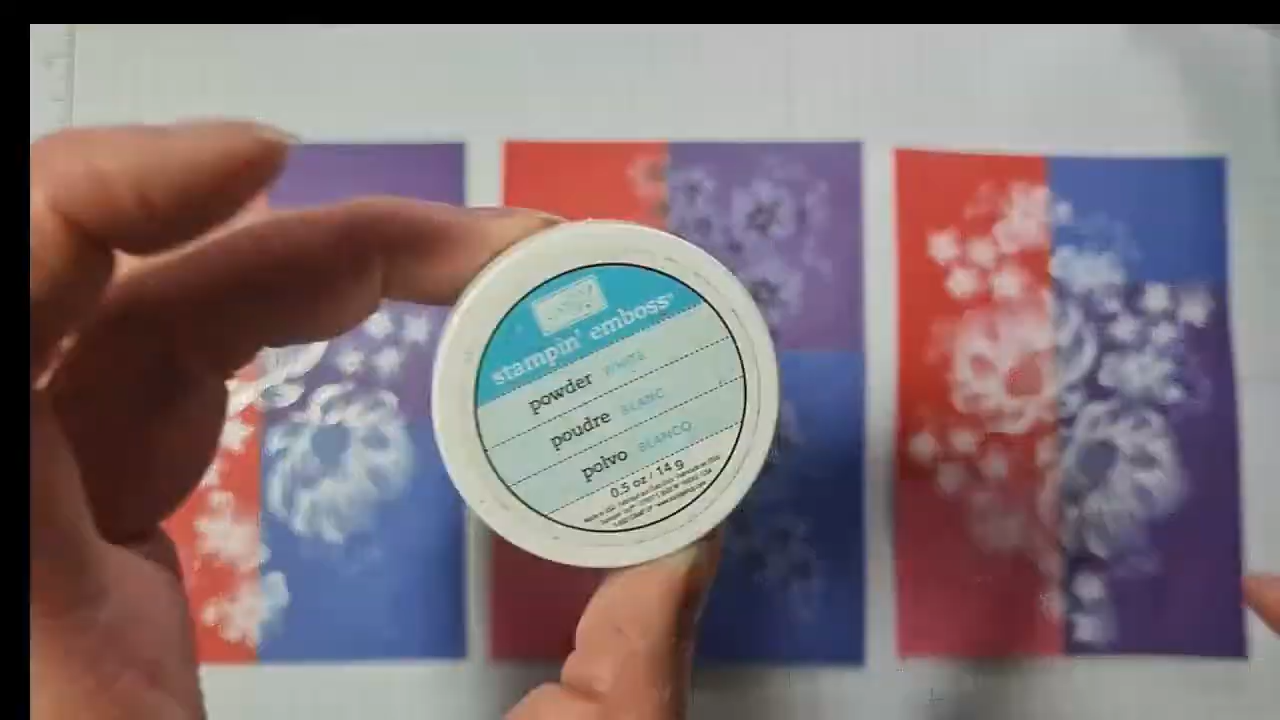 stampin' emboss
powder WHITE
poudre BLANC
polvo BLANCO
0.5 oz / 14 g